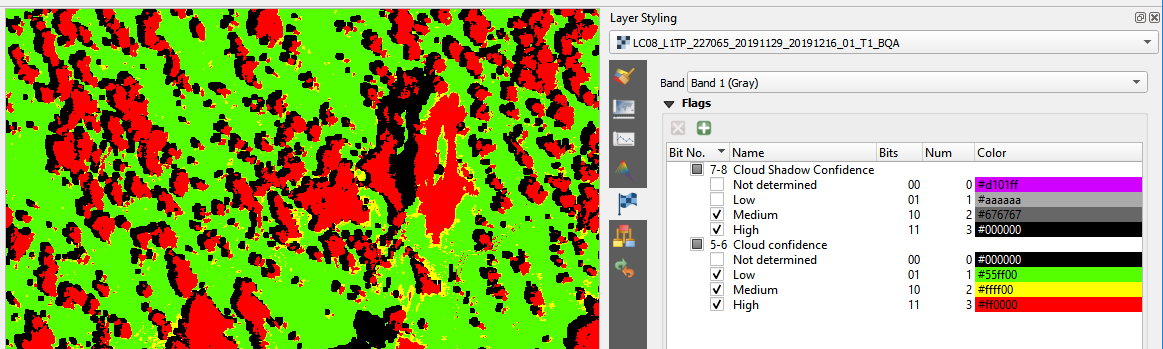 Layer Styling
LC08_L1TP_227065_20191129_20191216_01_T1_BQA
Band Band 1 (Gray)
Flags
Bit No. Name Bits Num Color
7-8 Cloud Shadow Confidence
Not determined 00 0 #d101ff
Low 01 1 #aaaaaa
Medium 10 2 #676767
High 11 3 #000000
5-6 Cloud confidence
Not determined 00 0 #000000
Low 01 1 #55ff00
Medium 10 2 #ffff00
High 11 3 #ff0000